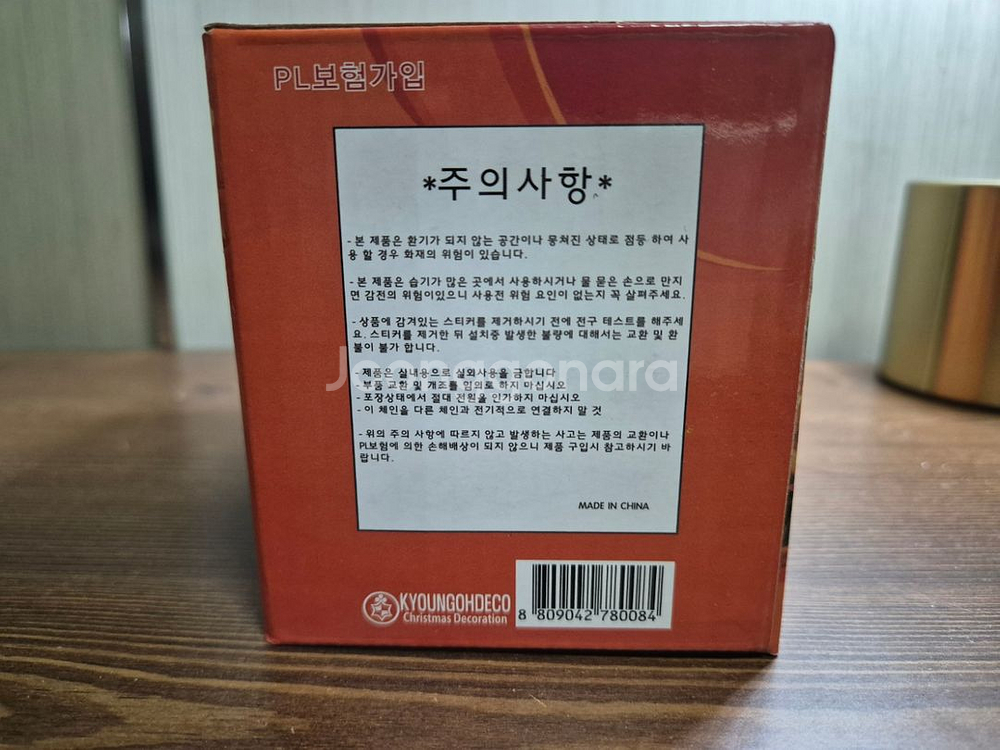 PL보험가입
*주의사항*
- 본 제품은 환기가 되지 않는 공간이나 뭉쳐진 상태로 점등 하여 사
용 할 경우 화재의 위험이 있습니다.
- 본 제품은 습기가 많은 곳에서 사용하시거나 물 묻은 손으로 만지
면 감전의 위험이있으니 사용전 위험 요인이 없는지 꼭 살펴주세요.
- 상품에 감겨있는 스티커를 제거하시기 전에 전구 테스트를 해주세
요. 스티커를 제거한 뒤 설치중 발생한 불량에 대해서는 교환 및 환
불이 불가 합니다.
Joonggonara
- 제품은 실내용으로 실외사용을 금합니다
- 부품 교환 및 개조를 임의로 하지 마십시오
- 포장상태에서 절대 전원을 인가하지 마십시오
- 이 체인을 다른 체인과 전기적으로 연결하지 말 것
- 위의 주의 사항에 따르지 않고 발생하는 사고는 제품의 교환이나
PL보험에 의한 손해배상이 되지 않으니 제품 구입시 참고하시기 바
랍니다.
MADE IN CHINA
KYOUNGOHDECO
Christmas Decoration
8 809042 780084